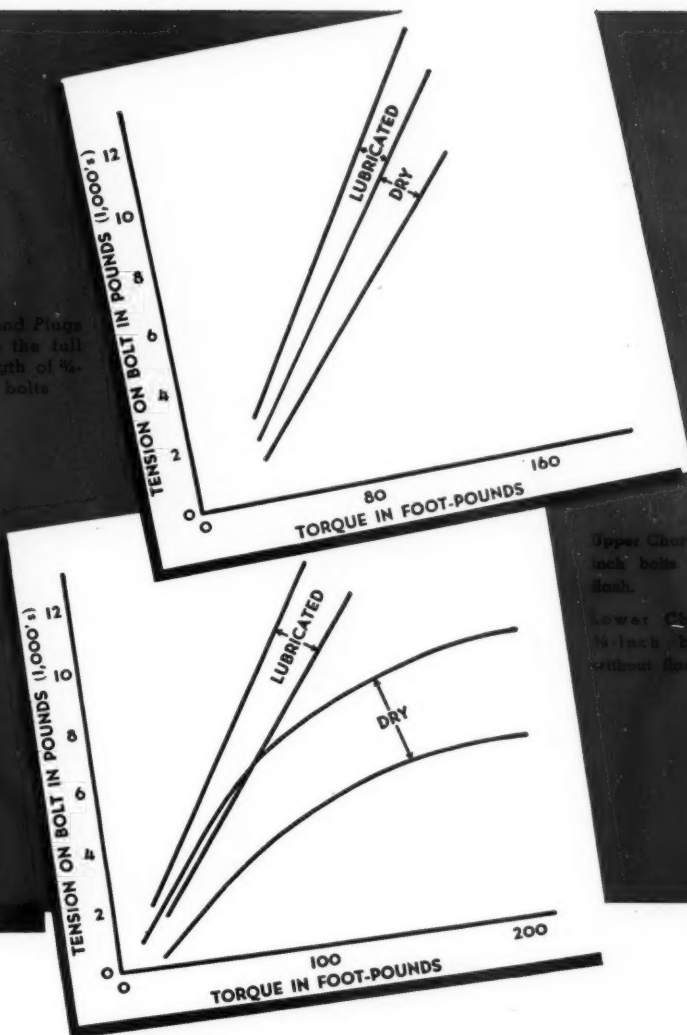 TENSION ON BOLT IN POUNDS (1,000's)
12
10
8
6
4
2
0
0
80
160
TORQUE IN FOOT-POUNDS
LUBRICATED
DRY
and Plugs
the full
of ¾-
bolts
TENSION ON BOLT IN POUNDS (1,000's)
12
10
8
6
4
2
0
0
100
200
TORQUE IN FOOT-POUNDS
LUBRICATED
DRY
Upper
inch bolts
flash.
Lower
¾-inch
without